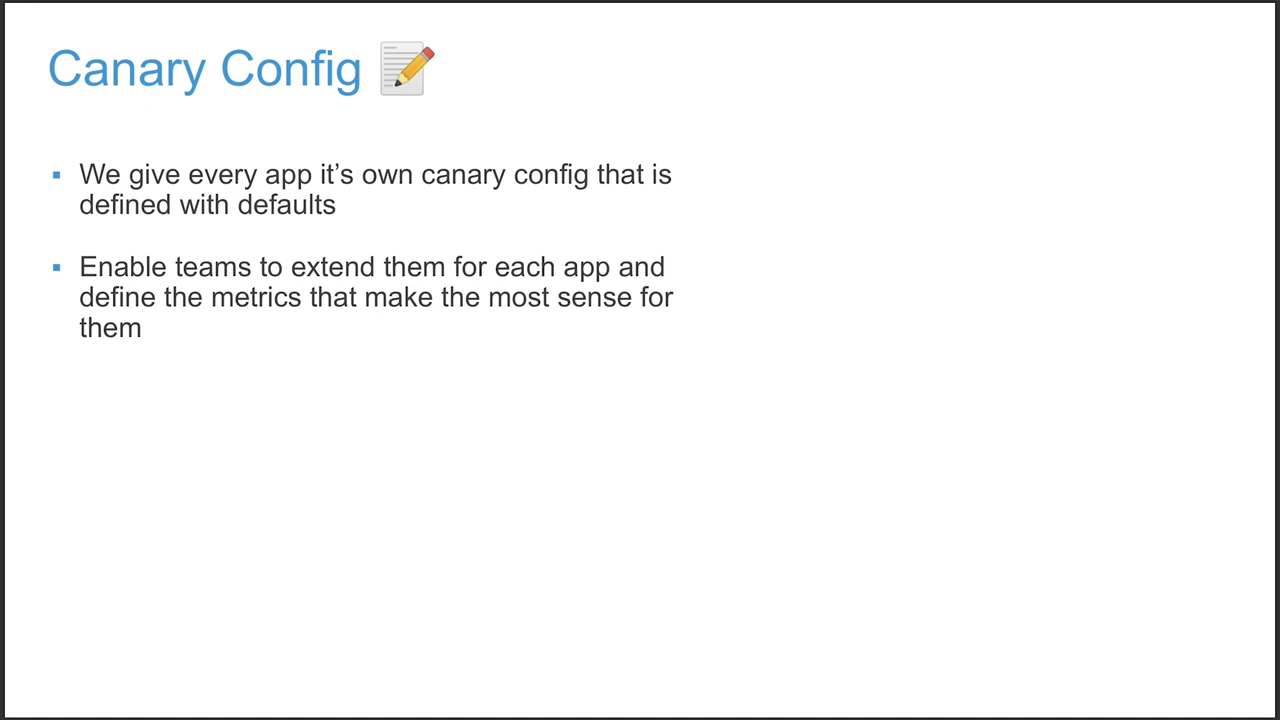 Canary Config
We give every app it’s own canary config that is
defined with defaults
Enable teams to extend them for each app and
define the metrics that make the most sense for
them